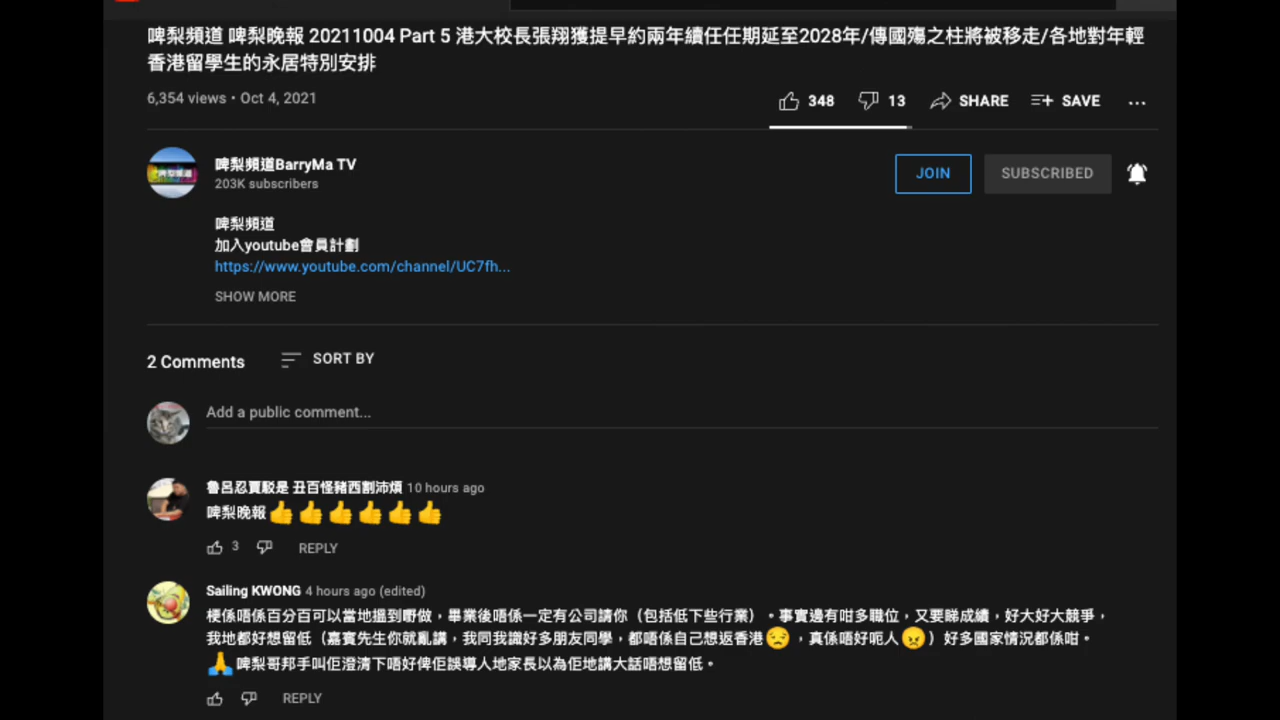 啤梨頻道 啤梨晚報 20211004 Part 5 港大校長張翔獲提早約兩年續任任期延至2028年/傳國殤之柱將被移走/各地對年輕
香港留學生的永居特別安排
6,354 views • Oct 4, 2021
348
13
SHARE
SAVE
啤梨頻道BarryMa TV
203K subscribers
JOIN
SUBSCRIBED
啤梨頻道
加入youtube會員計劃
https://www.youtube.com/channel/UC7fh...
SHOW MORE
2 Comments
SORT BY
Add a public comment...
魯呂忍賈駁是 丑百怪豬西劏沛煩 10 hours ago
啤梨晚報👍👍👍👍👍👍
3
REPLY
Sailing KWONG 4 hours ago (edited)
梗係唔係百分百可以當地搵到嘢做，畢業後唔係一定有公司請你（包括低下些行業）。事實邊有咁多職位，又要睇成績，好大好大競爭，
我地都好想留低（嘉賓先生你就亂講，我同我識好多朋友同學，都唔係自己想返香港😒，真係唔好呃人😠）好多國家情況都係咁。
🙏啤梨哥邦手叫佢澄清下唔好俾佢誤導人地家長以為佢地講大話唔想留低。
REPLY